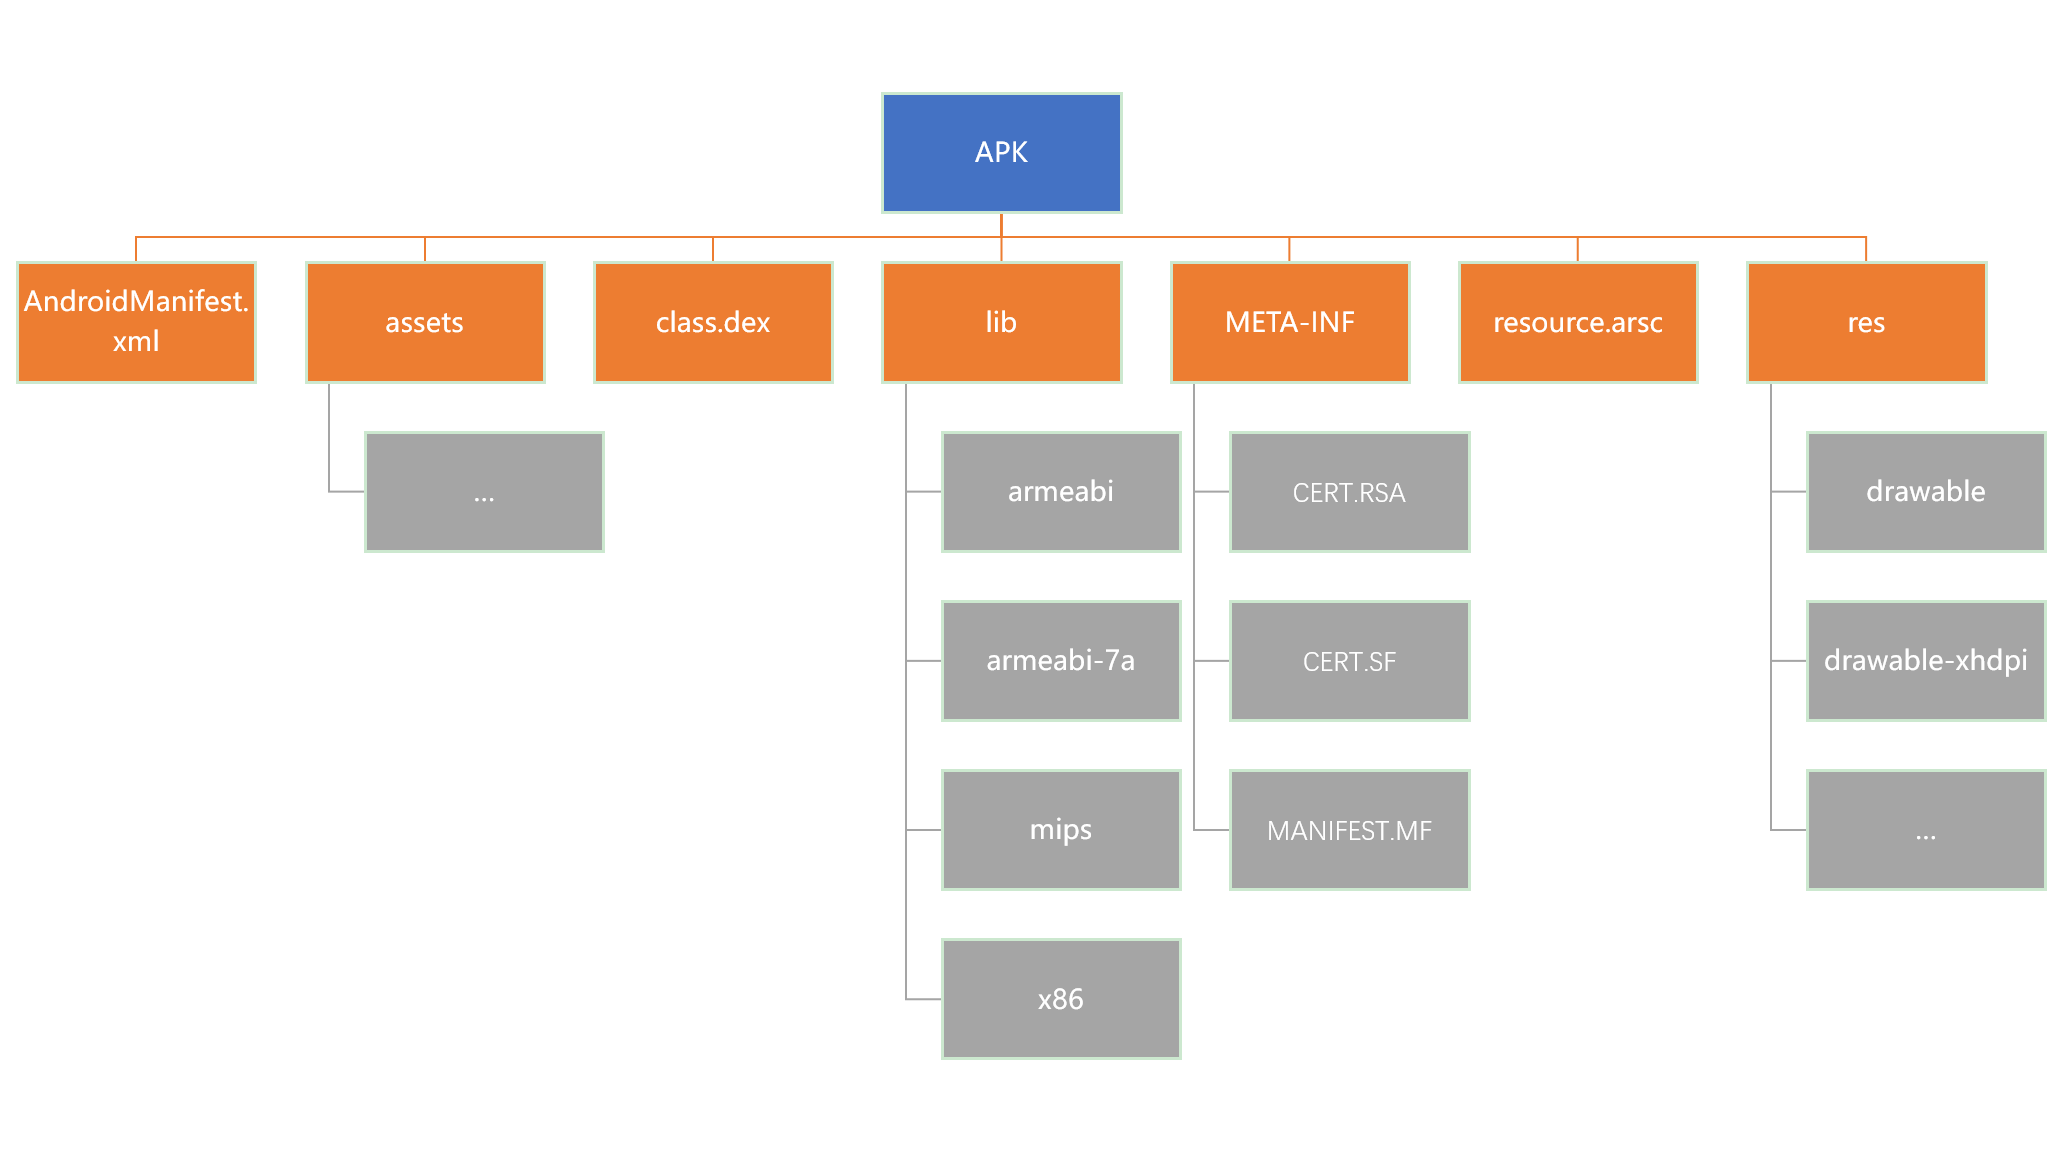 APK
AndroidManifest.
xml
assets
class.dex
lib
META-INF
resource.arsc
res
...
armeabi
CERT.RSA
drawable
armeabi-7a
CERT.SF
drawable-xhdpi
mips
MANIFEST.MF
...
x86